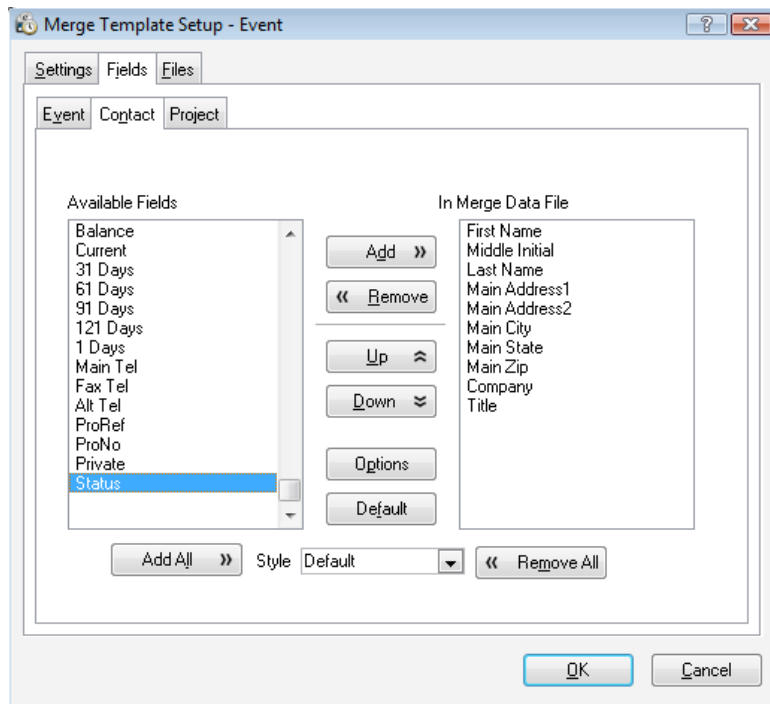 Merge Template Setup - Event
Settings Fields Files
Event Contact Project
Available Fields
Balance
Current
31 Days
61 Days
91 Days
121 Days
1 Days
Main Tel
Fax Tel
Alt Tel
ProRef
ProNo
Private
Status
Add »
« Remove
Up
Down
Options
Default
In Merge Data File
First Name
Middle Initial
Last Name
Main Address1
Main Address2
Main City
Main State
Main Zip
Company
Title
Add All » Style Default « Remove All
OK Cancel